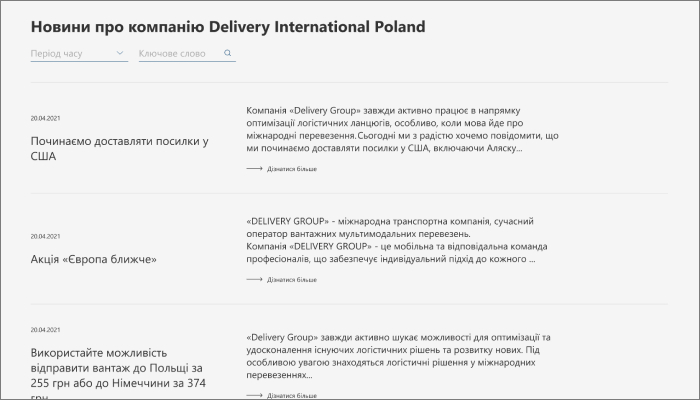 Новини про компанію Delivery International Poland
Період часу
Ключове слово
20.04.2021
Починаємо доставляти посилки у
США
Компанія «Delivery Group» завжди активно працює в напрямку
оптимізації логістичних ланцюгів, особливо, коли мова йде про
міжнародні перевезення.Сьогодні ми з радістю хочемо повідомити, що
ми починаємо доставляти посилки у США, включаючи Аляску...
Дізнатися більше
20.04.2021
Акція «Європа ближче»
«DELIVERY GROUP» - міжнародна транспортна компанія, сучасний
оператор вантажних мультимодальних перевезень.
Компанія «DELIVERY GROUP» - це мобільна та відповідальна команда
професіоналів, що забезпечує індивідуальний підхід до кожного ...
Дізнатися більше
20.04.2021
Використайте можливість
відправити вантаж до Польщі за
255 грн або до Німеччини за 374
грн
«Delivery Group» завжди активно шукає можливості для оптимізації та
удосконалення існуючих логістичних рішень та розвитку нових. Під
особливою увагою знаходяться логістичні рішення у міжнародних
перевезеннях...
Дізнатися більше